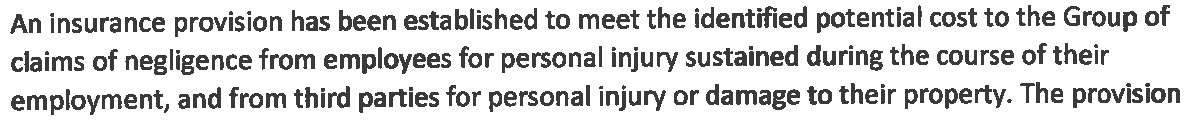 An insurance provision has been established to meet the identified potential cost to the Group of
claims of negligence from employees for personal injury sustained during the course of their
employment, and from third parties for personal injury or damage to their property. The provision